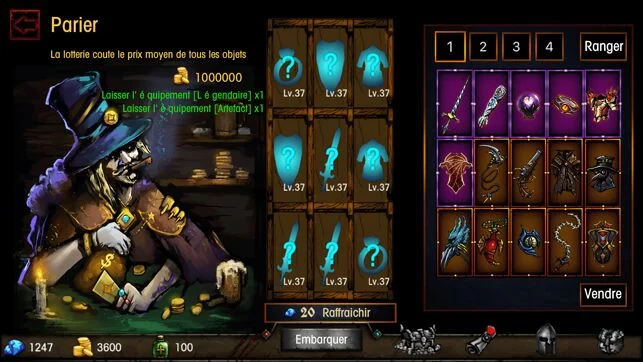 Parier
La lotterie coute le prix moyen de tous les objets
1000000
Laisser l' é quipement [L é gendaire] x1
Laisser l' é quipement [Artefact] x1
? ? ?
Lv.37 Lv.37 Lv.37
? ? ?
Lv.37 Lv.37 Lv.37
? ? ?
Lv.37 Lv.37 Lv.37
20 Raffraichir
Embarquer
1 2 3 4 Ranger
Vendre
$
1247 3600 100